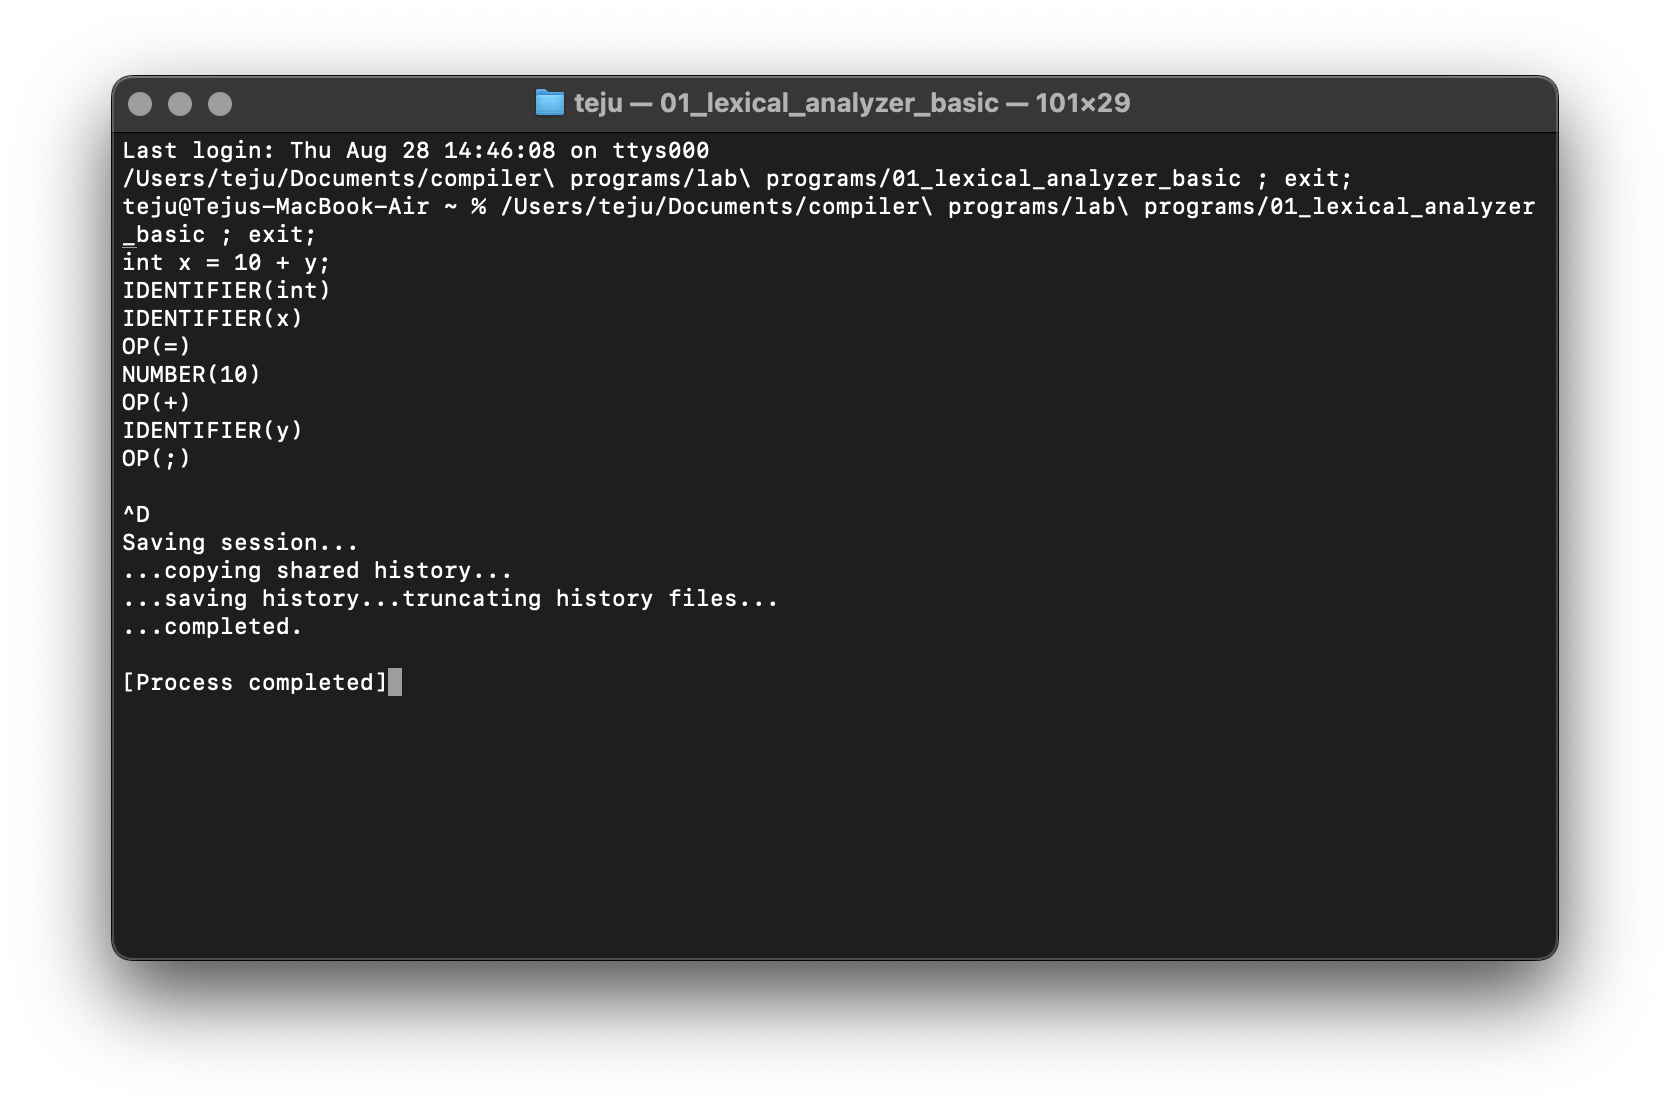 teju — 01_lexical_analyzer_basic — 101×29
Last login: Thu Aug 28 14:46:08 on ttys000
/Users/teju/Documents/compiler\ programs/lab\ programs/01_lexical_analyzer_basic ; exit;
teju@Tejus-MacBook-Air ~ % /Users/teju/Documents/compiler\ programs/lab\ programs/01_lexical_analyzer
_basic ; exit;
int x = 10 + y;
IDENTIFIER(int)
IDENTIFIER(x)
OP(=)
NUMBER(10)
OP(+)
IDENTIFIER(y)
OP(;)
^D
Saving session...
...copying shared history...
...saving history...truncating history files...
...completed.
[Process completed]